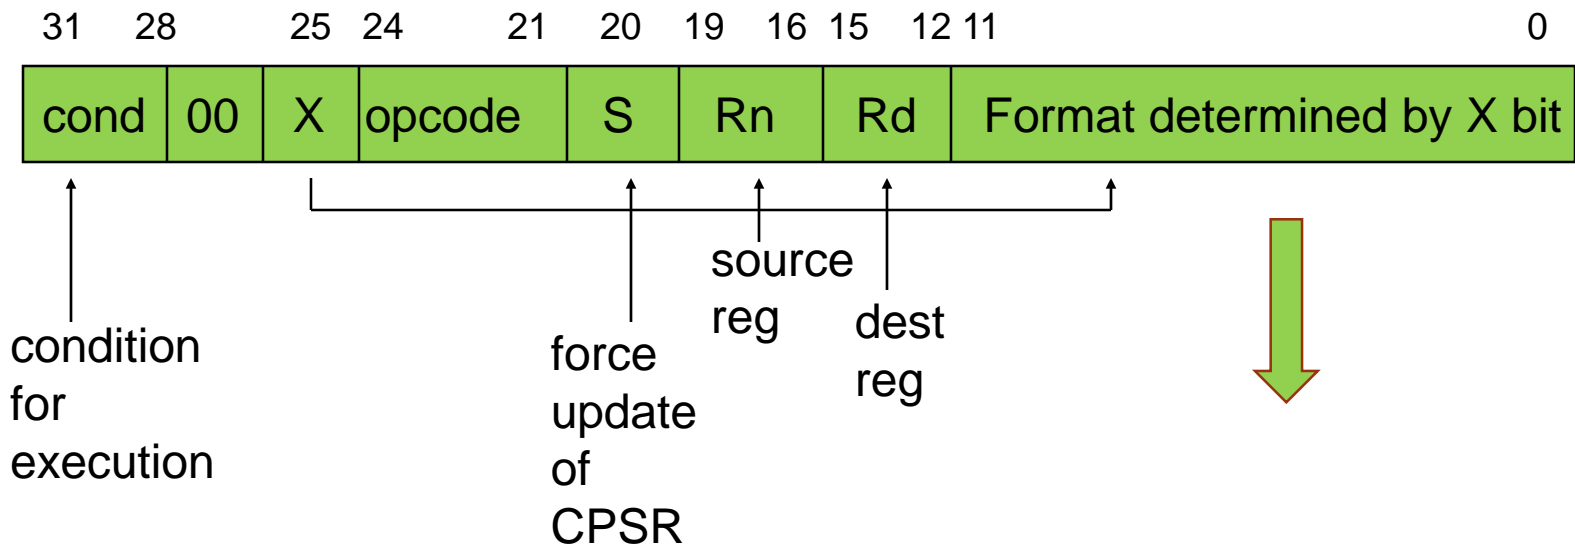 31 28 25 24 21 20 19 16 15 12 11 0
cond 00 X opcode S Rn Rd Format determined by X bit
source
reg
dest
reg
condition
for
execution
force
update
of
CPSR